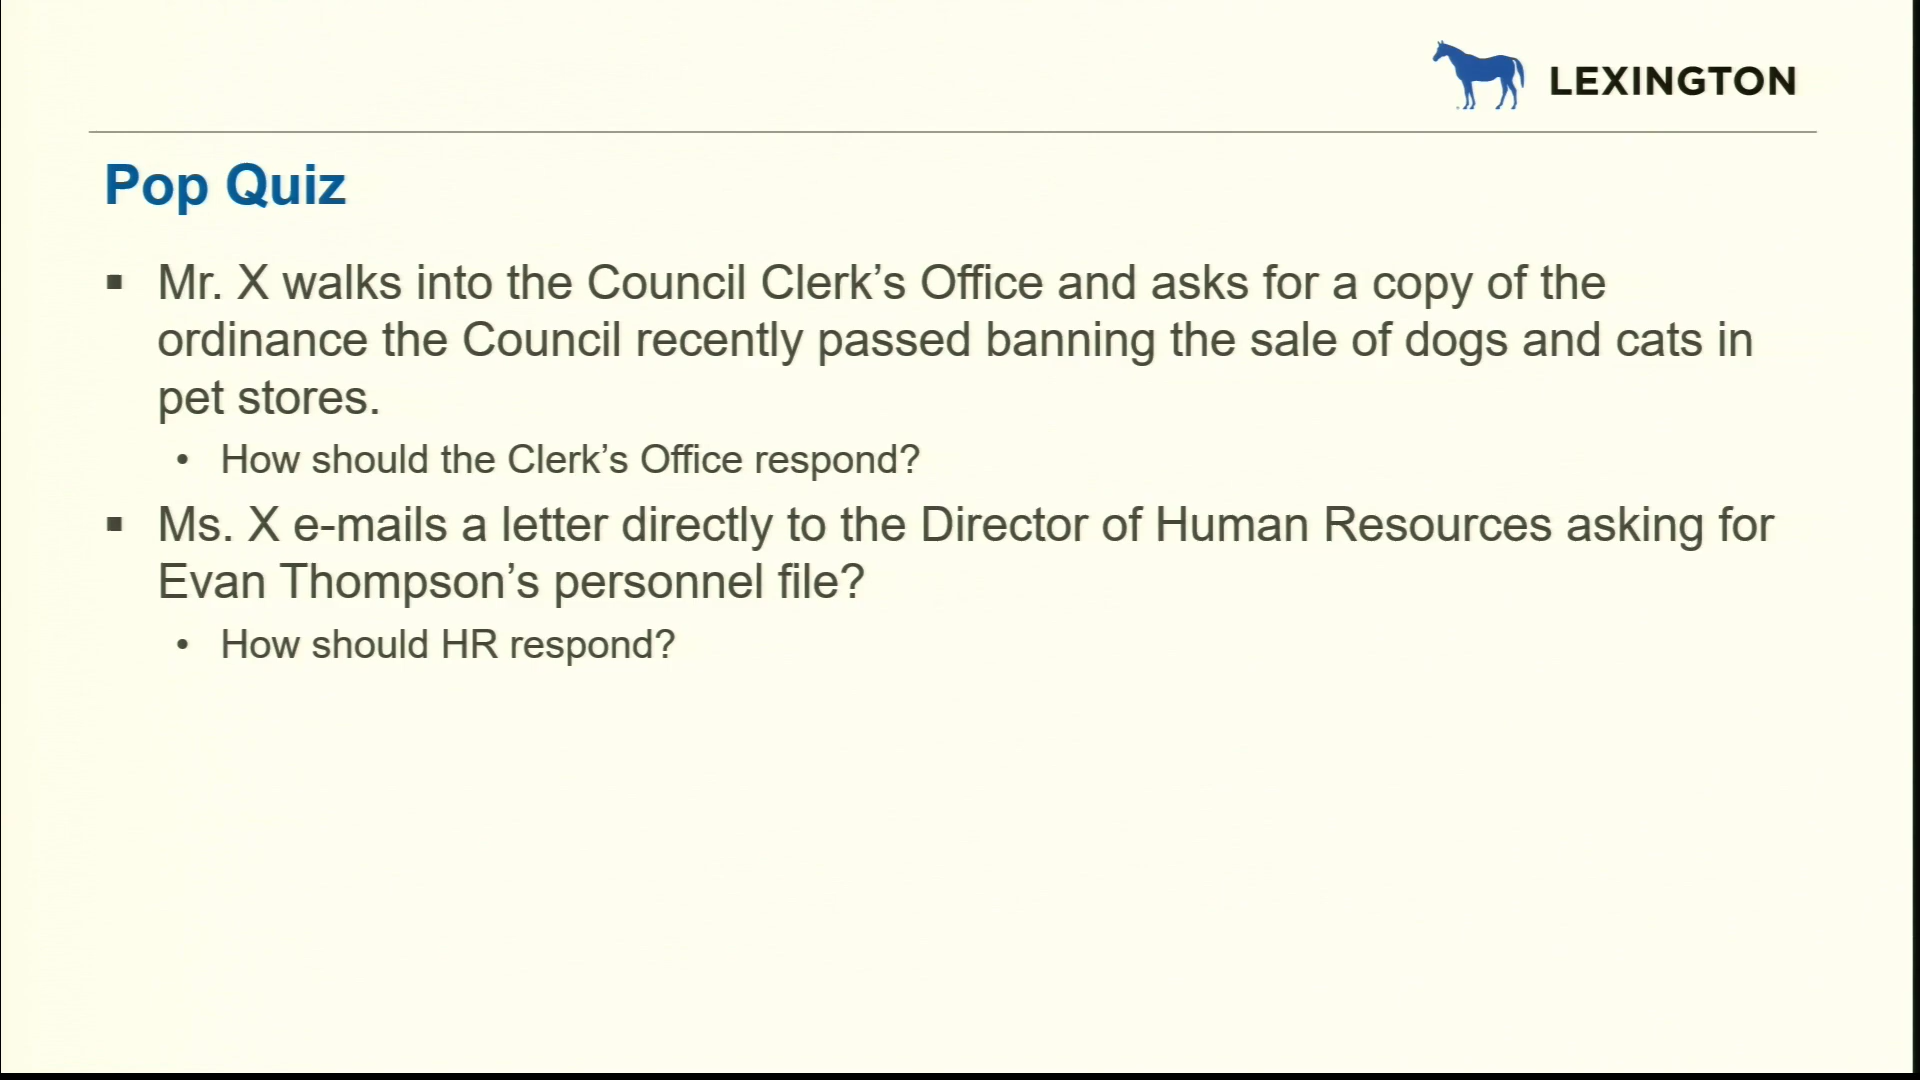 LEXINGTON
Pop Quiz
▪ Mr. X walks into the Council Clerk’s Office and asks for a copy of the
ordinance the Council recently passed banning the sale of dogs and cats in
pet stores.
• How should the Clerk’s Office respond?
▪ Ms. X e-mails a letter directly to the Director of Human Resources asking for
Evan Thompson’s personnel file?
• How should HR respond?